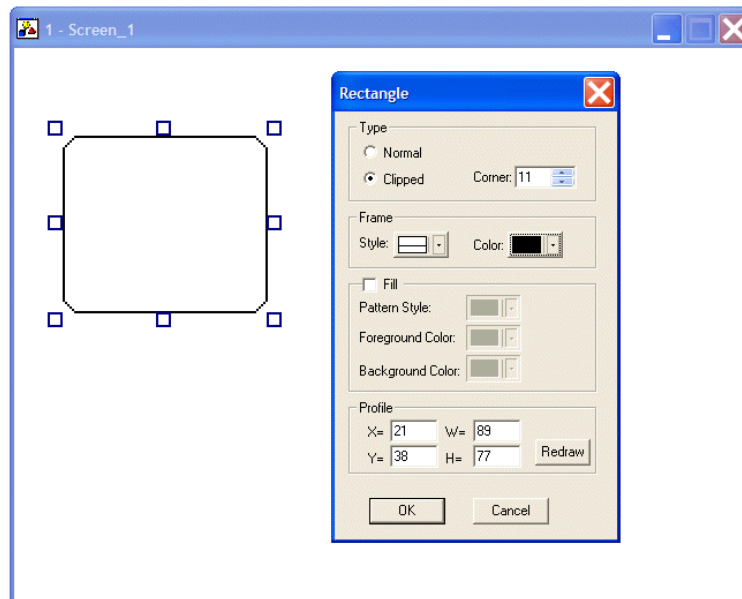 1 - Screen_1
Rectangle
Type
Normal
Clipped Corner: 11
Frame
Style: Color:
Fill
Pattern Style:
Foreground Color:
Background Color:
Profile
X= 21 W= 89
Y= 38 H= 77
Redraw
OK Cancel